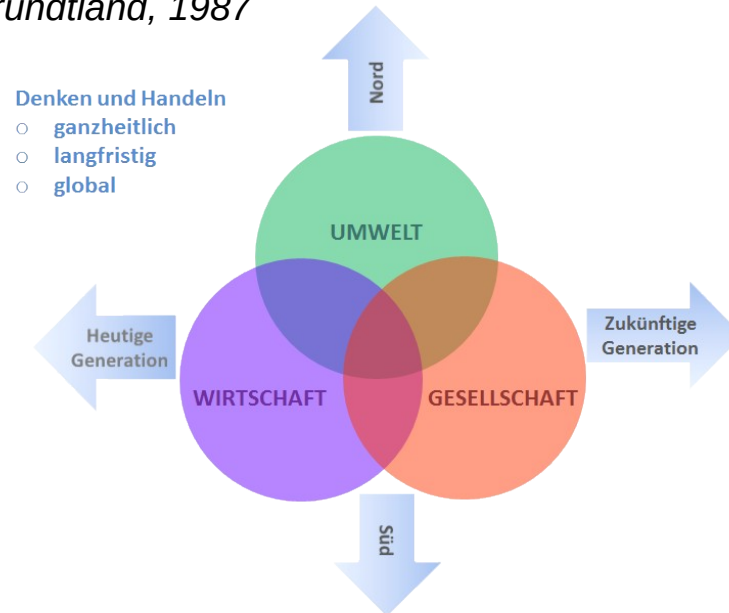 rundtland, 1987
Nord
Denken und Handeln
○ ganzheitlich
○ langfristig
○ global
UMWELT
Heutige
Generation
Zukünftige
Generation
WIRTSCHAFT
GESELLSCHAFT
Süd